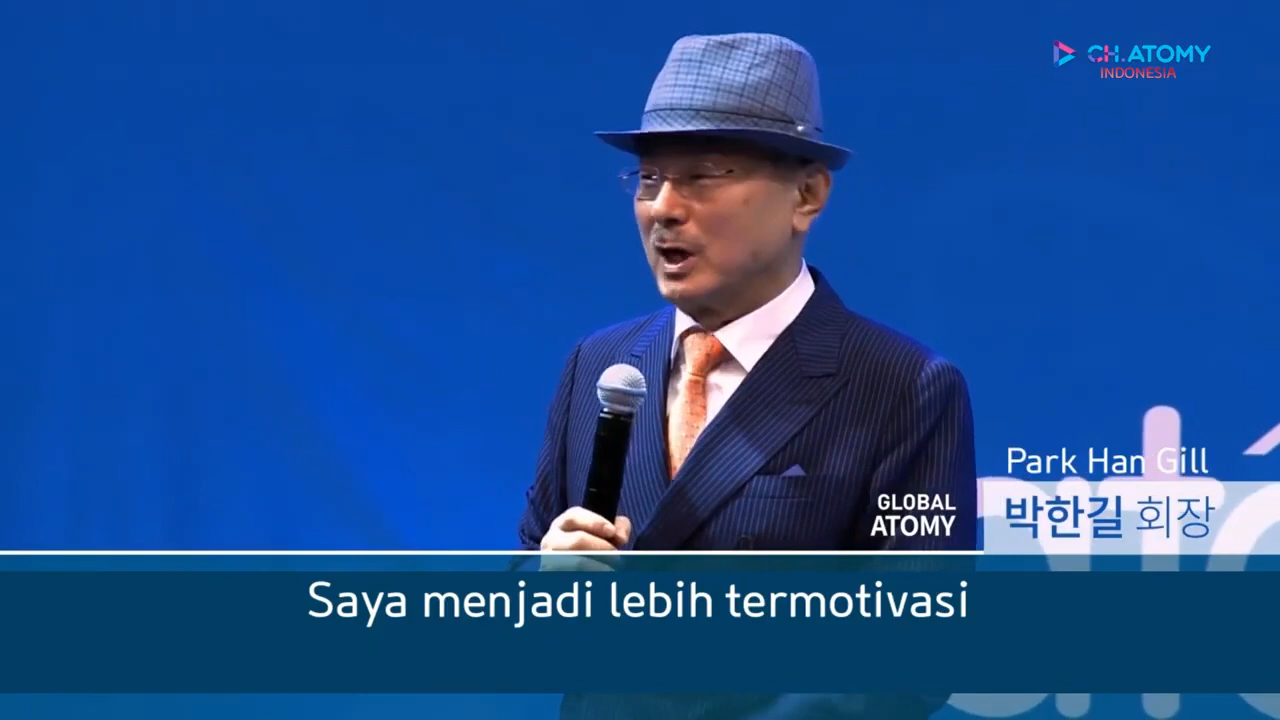 CH.ATOMY
INDONESIA
Park Han Gill
GLOBAL
ATOMY
박한길 회장
Saya menjadi lebih termotivasi